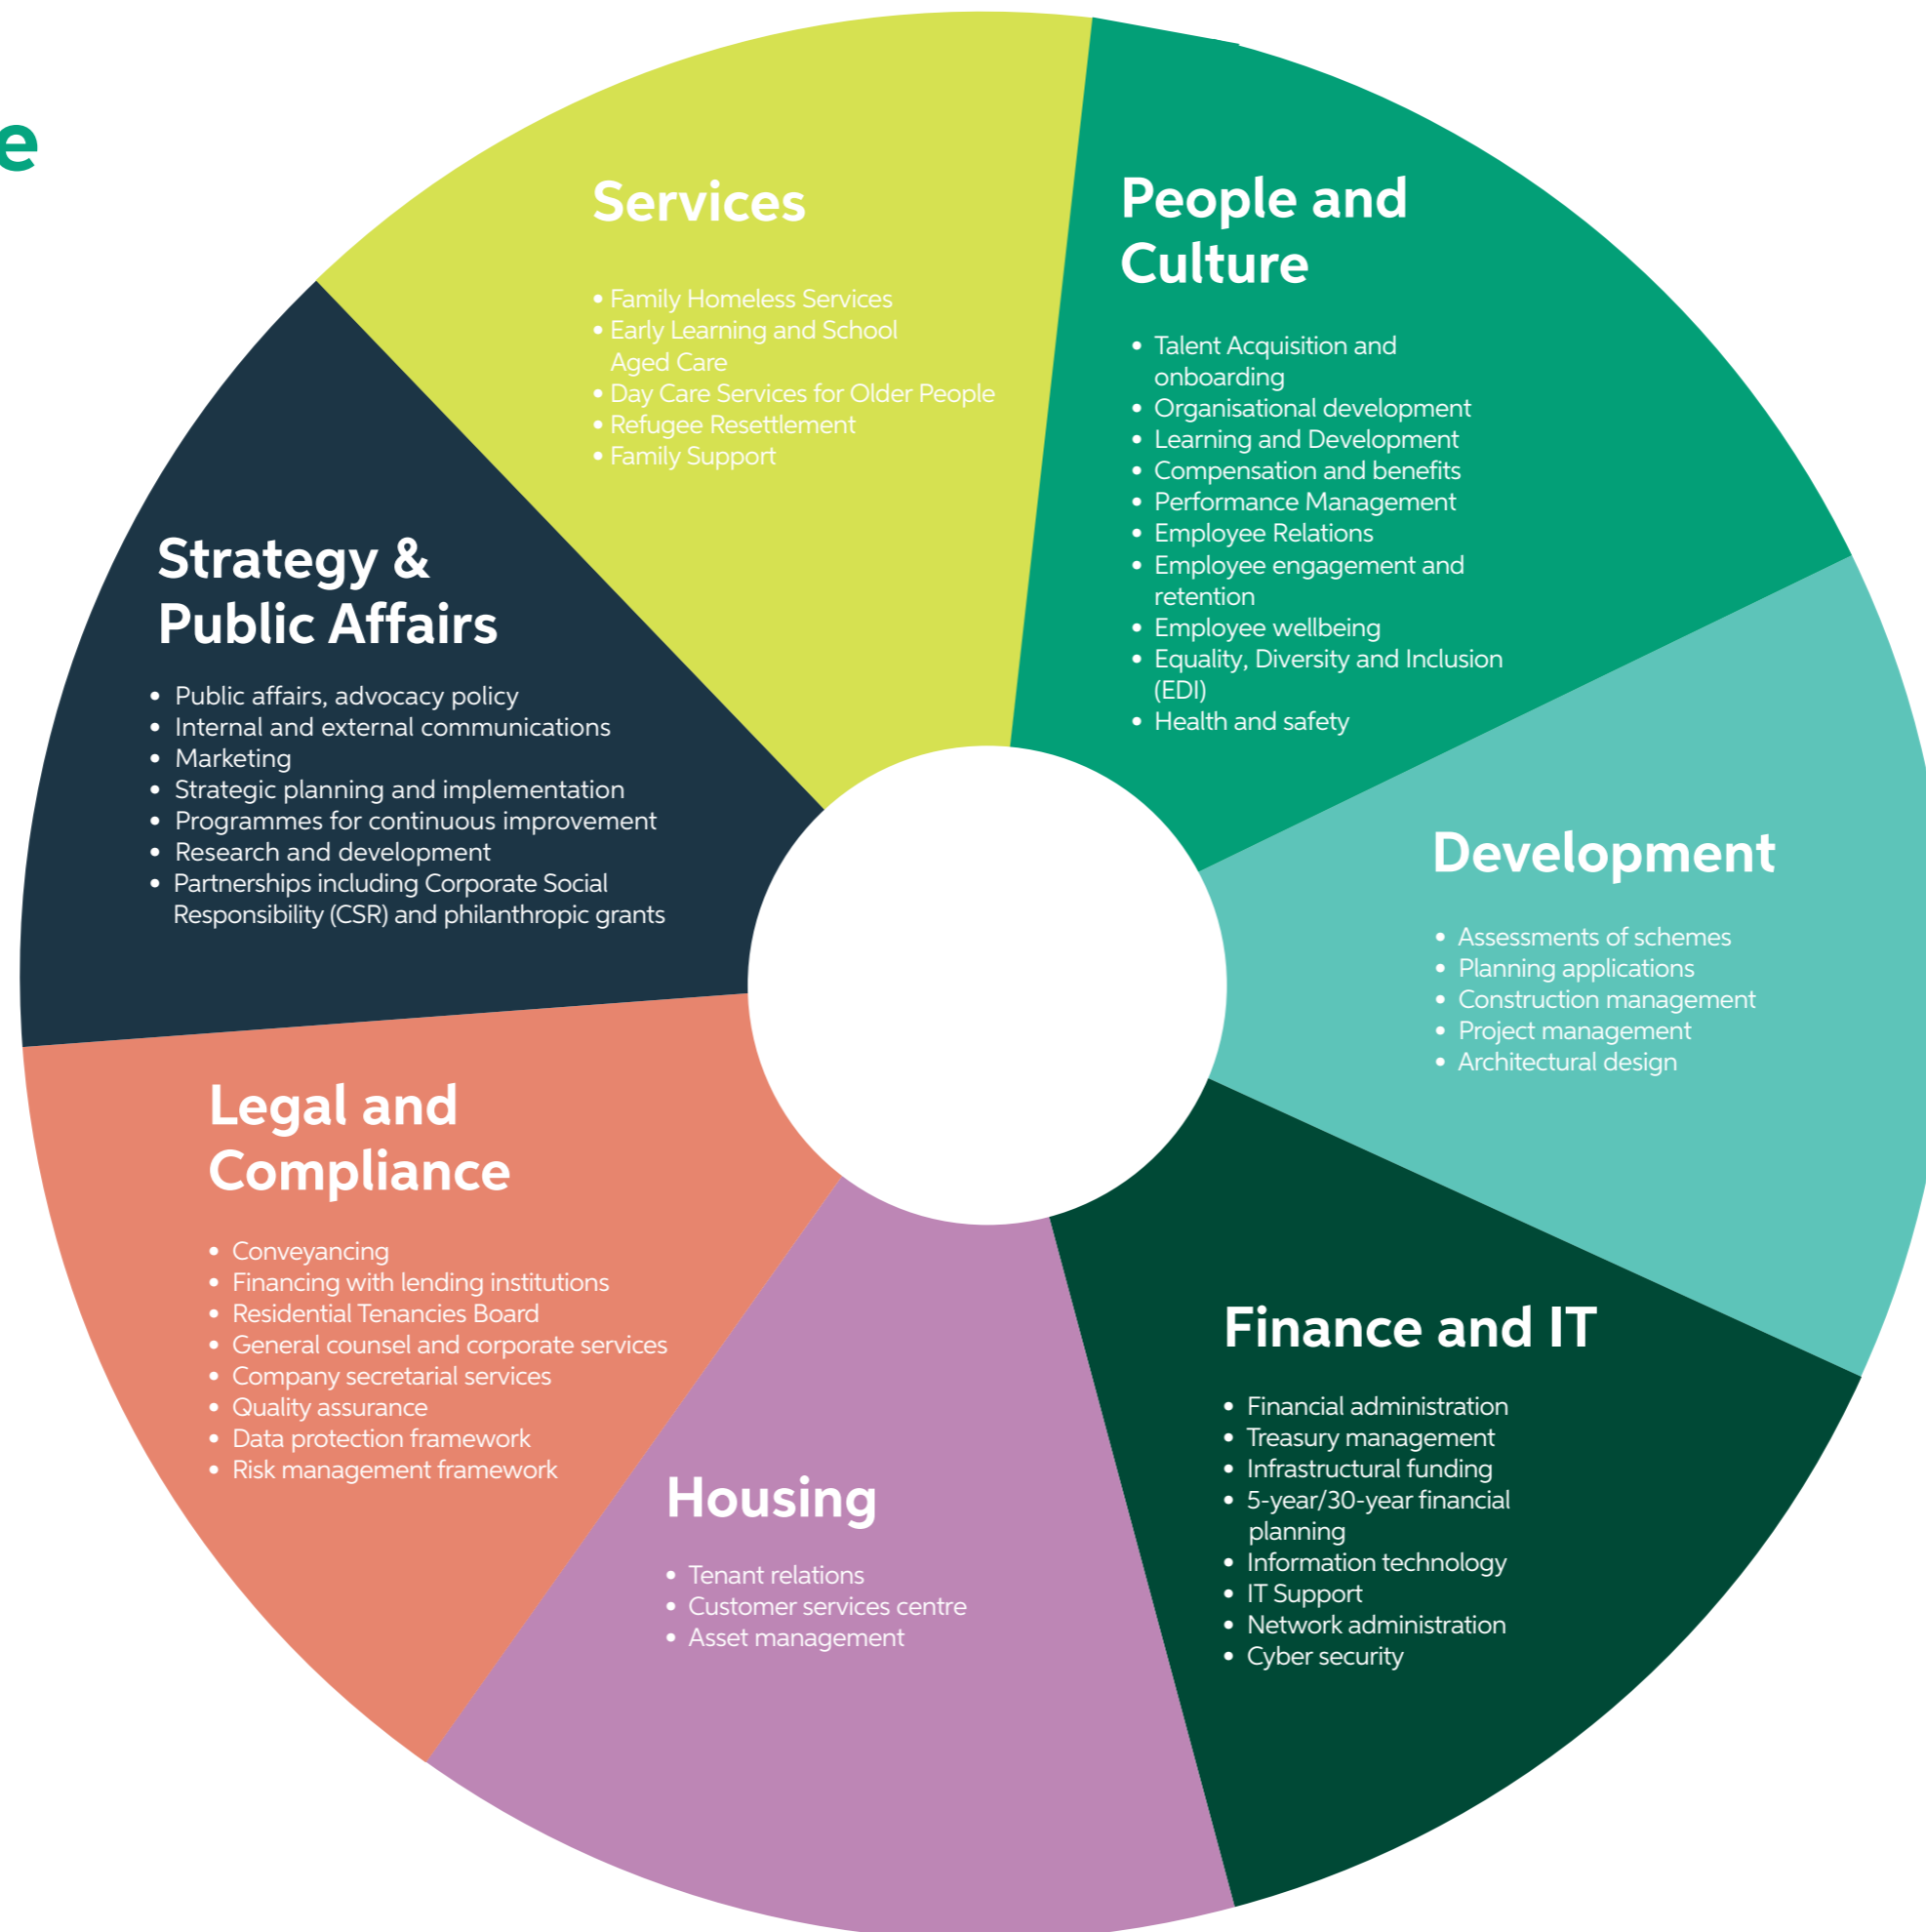 e
Services
• Family Homeless Services
• Early Learning and School
Aged Care
• Day Care Services for Older People
• Refugee Resettlement
• Family Support
People and
Culture
• Talent Acquisition and
onboarding
• Organisational development
• Learning and Development
• Compensation and benefits
• Performance Management
• Employee Relations
• Employee engagement and
retention
• Employee wellbeing
• Equality, Diversity and Inclusion
(EDI)
• Health and safety
Strategy &
Public Affairs
• Public affairs, advocacy policy
• Internal and external communications
• Marketing
• Strategic planning and implementation
• Programmes for continuous improvement
• Research and development
• Partnerships including Corporate Social
Responsibility (CSR) and philanthropic grants
Development
• Assessments of schemes
• Planning applications
• Construction management
• Project management
• Architectural design
Legal and
Compliance
• Conveyancing
• Financing with lending institutions
• Residential Tenancies Board
• General counsel and corporate services
• Company secretarial services
• Quality assurance
• Data protection framework
• Risk management framework
Finance and IT
• Financial administration
• Treasury management
• Infrastructural funding
• 5-year/30-year financial
planning
• Information technology
• IT Support
• Network administration
• Cyber security
Housing
• Tenant relations
• Customer services centre
• Asset management